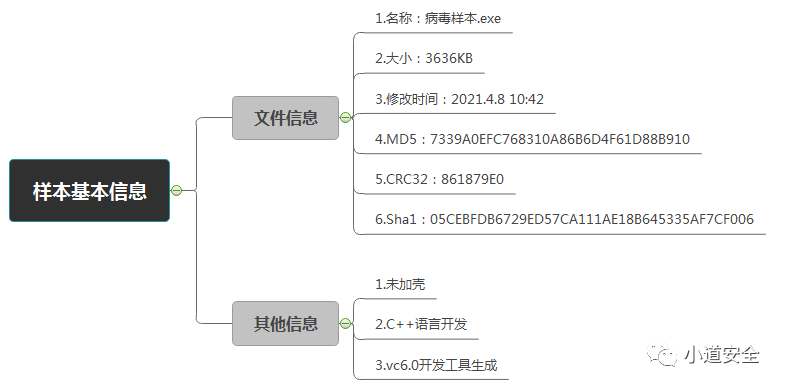 样本基本信息
文件信息
1.名称：病毒样本.exe
2.大小：3636KB
3.修改时间：2021.4.8 10:42
4.MD5：7339A0EFC768310A86B6D4F61D88B910
5.CRC32：861879E0
6.Sha1：05CEBFDB6729ED57CA111AE18B645335AF7CF006
其他信息
1.未加壳
2.C++语言开发
3.vc6.0开发工具生成
小道安全